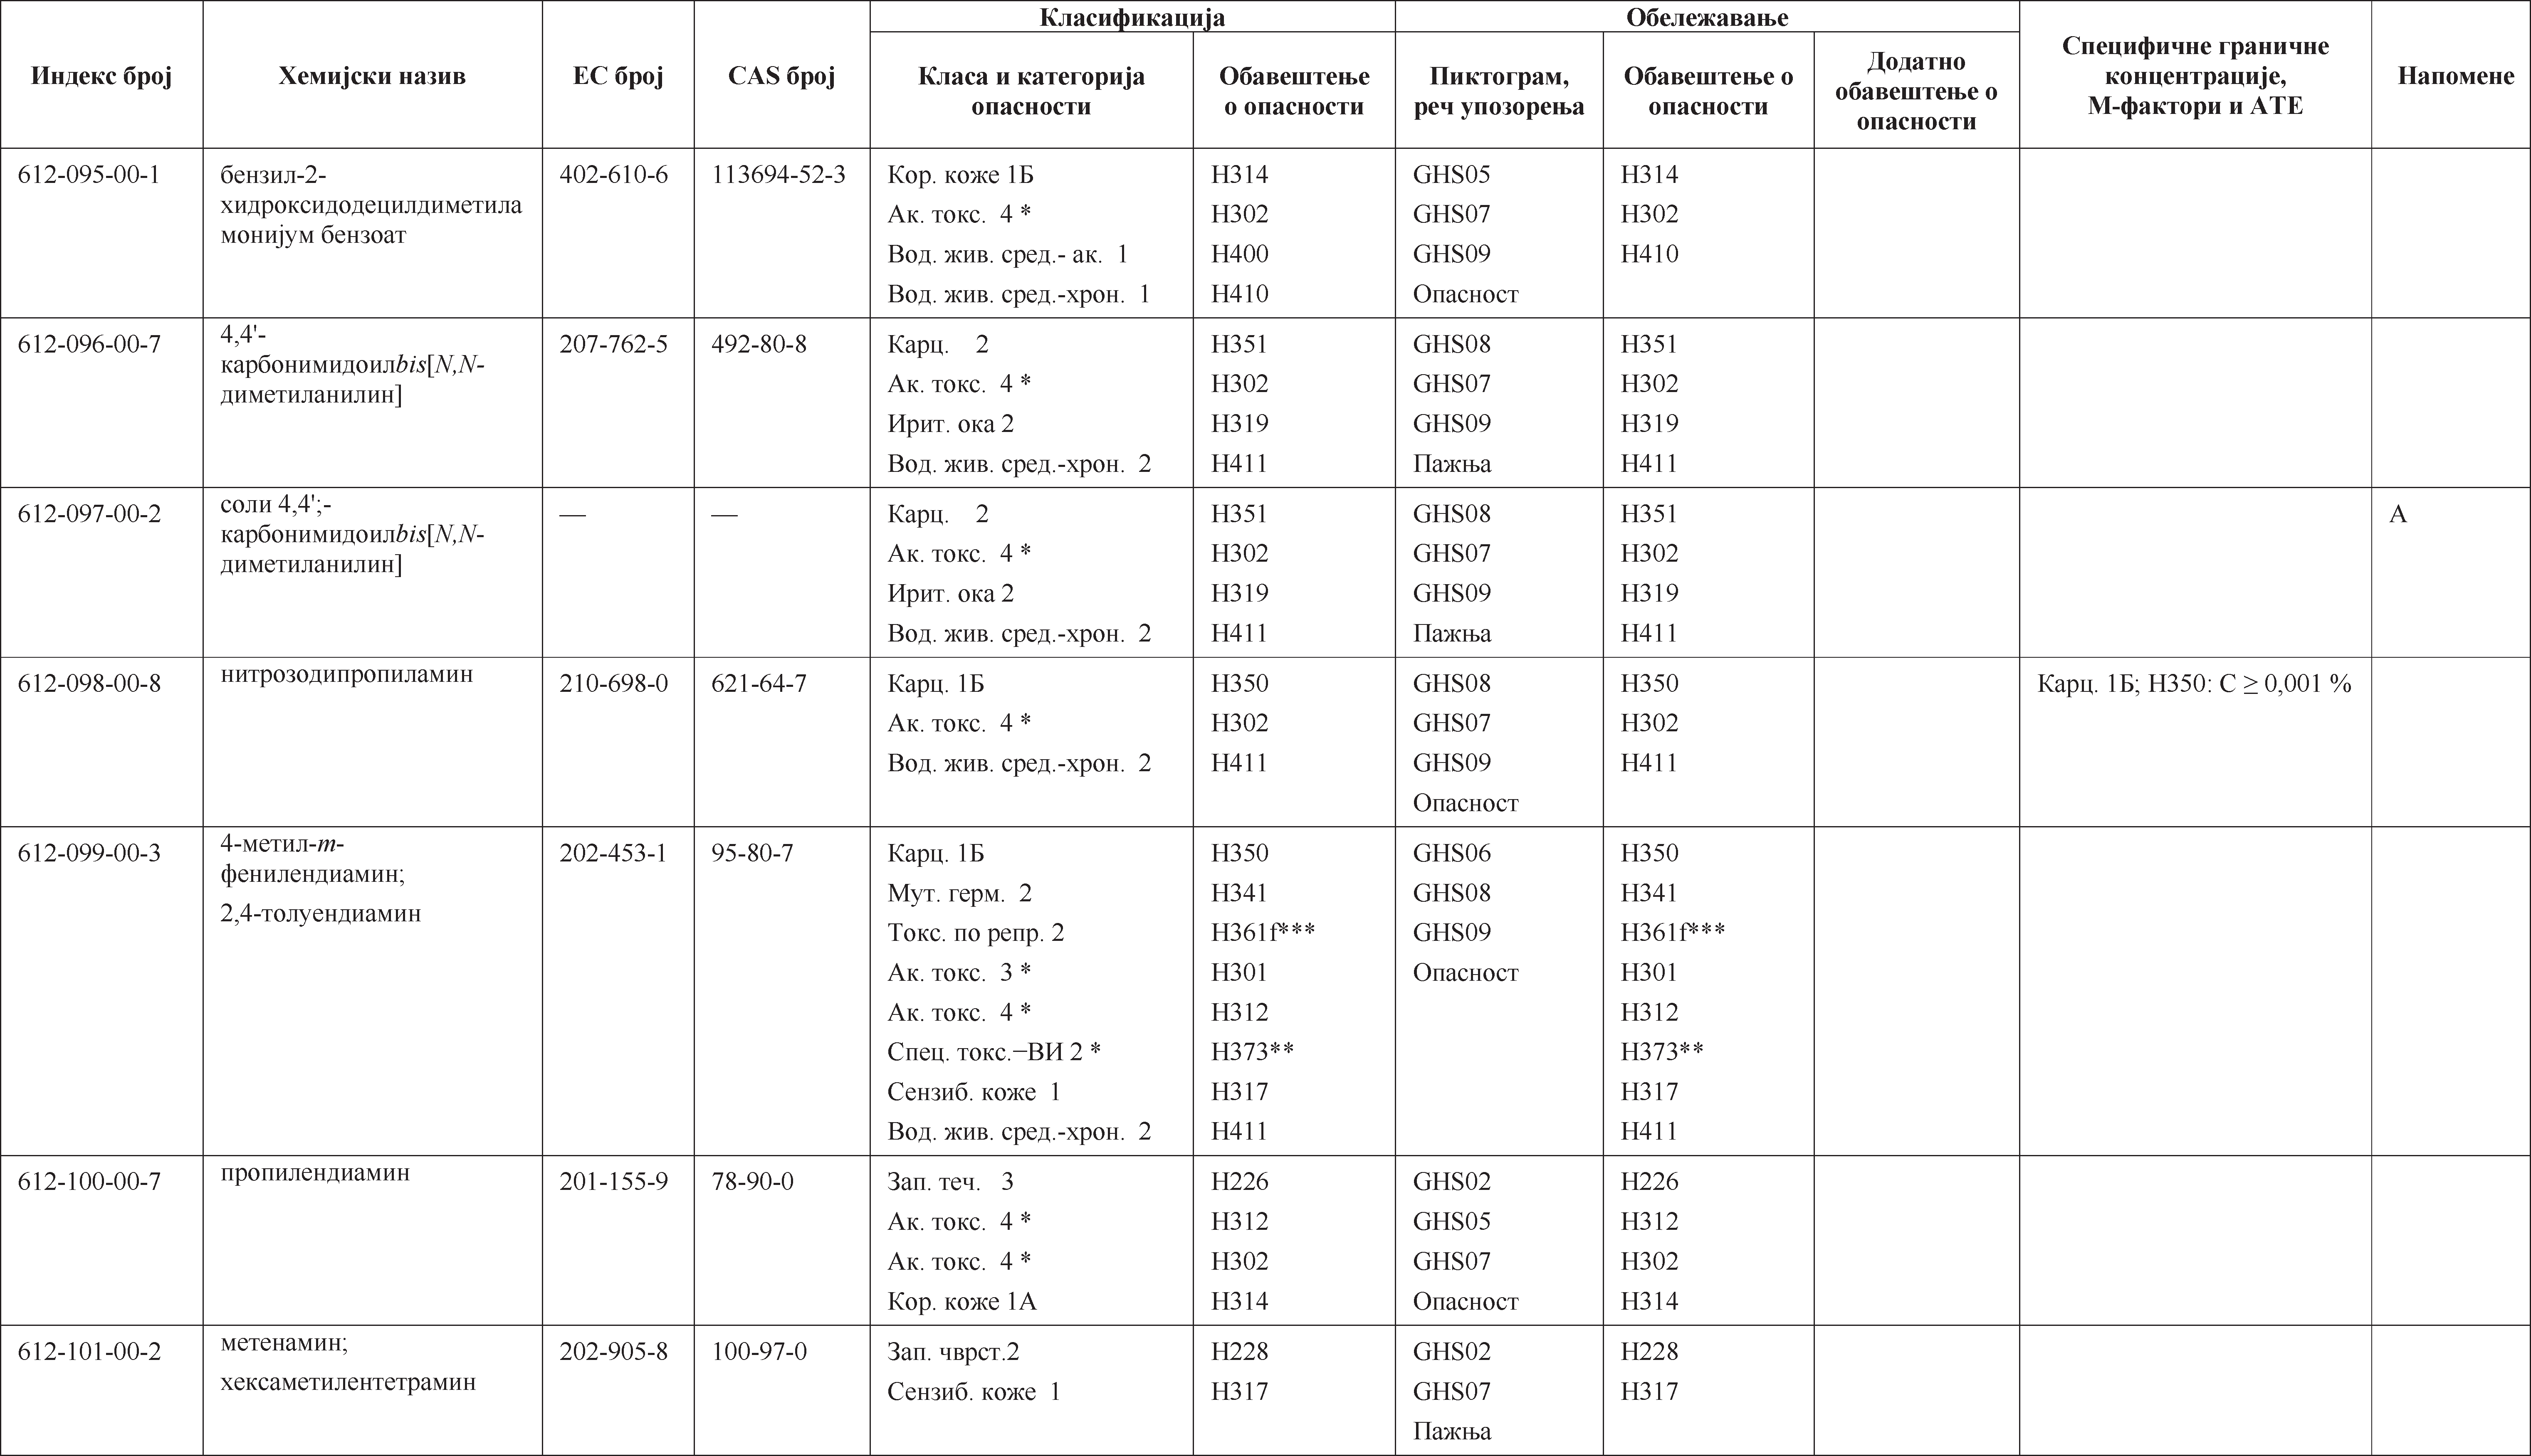 Класификација Обележавање
Индекс број Хемијски назив ЕС број CAS број Класа и категорија опасности Обавештење о опасности Пиктограм, реч упозорења Обавештење о опасности Додатно обавештење о опасности Специфичне граничне концентрације, М-фактори и АТЕ Напомене
612-095-00-1 бензил-2- 402-610-6 113694-52-3 Кор. коже 1Б H314 GHS05 H314
хидроксидодецилдиметила Ак. токс. 4 * H302 GHS07 H302
монијум бензоат Вод. жив. сред.- ак. 1 H400 GHS09 H410
Вод. жив. сред.-хрон. 1 H410 Опасност
612-096-00-7 4,4'- 207-762-5 492-80-8 Карц. 2 H351 GHS08 H351
карбонимидоилbis[N,N- Ак. токс. 4 * H302 GHS07 H302
диметиланилин] Ирит. ока 2 H319 GHS09 H319
Вод. жив. сред.-хрон. 2 H411 Пажња H411
612-097-00-2 соли 4,4';- — — Карц. 2 H351 GHS08 H351 А
карбонимидоилbis[N,N- Ак. токс. 4 * H302 GHS07 H302
диметиланилин] Ирит. ока 2 H319 GHS09 H319
Вод. жив. сред.-хрон. 2 H411 Пажња H411
612-098-00-8 нитрозодипропиламин 210-698-0 621-64-7 Карц. 1Б H350 GHS08 H350 Карц. 1Б; H350: C ≥ 0,001 %
Ак. токс. 4 * H302 GHS07 H302
Вод. жив. сред.-хрон. 2 H411 GHS09 H411
Опасност
612-099-00-3 4-метил-m- 202-453-1 95-80-7 Карц. 1Б H350 GHS06 H350
фенилендиамин; Мут. герм. 2 H341 GHS08 H341
2,4-толуендиамин Токс. по репр. 2 H361f*** GHS09 H361f***
Ак. токс. 3 * H301 Опасност H301
Ак. токс. 4 * H312 H312
Спец. токс.−ВИ 2 * H373** H373**
Сензиб. коже 1 H317 H317
Вод. жив. сред.-хрон. 2 H411 H411
612-100-00-7 пропилендиамин 201-155-9 78-90-0 Зап. теч. 3 H226 GHS02 H226
Ак. токс. 4 * H312 GHS05 H312
Ак. токс. 4 * H302 GHS07 H302
Кор. коже 1А H314 Опасност H314
612-101-00-2 метенамин; 202-905-8 100-97-0 Зап. чврст.2 H228 GHS02 H228
хексаметилентетрамин Сензиб. коже 1 H317 GHS07 H317
Пажња